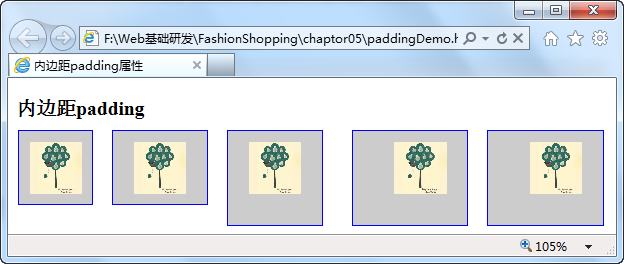 F:\Web基础研发\FashionShopping\chaptor05\paddingDemo.h
内边距padding属性
内边距padding
105%